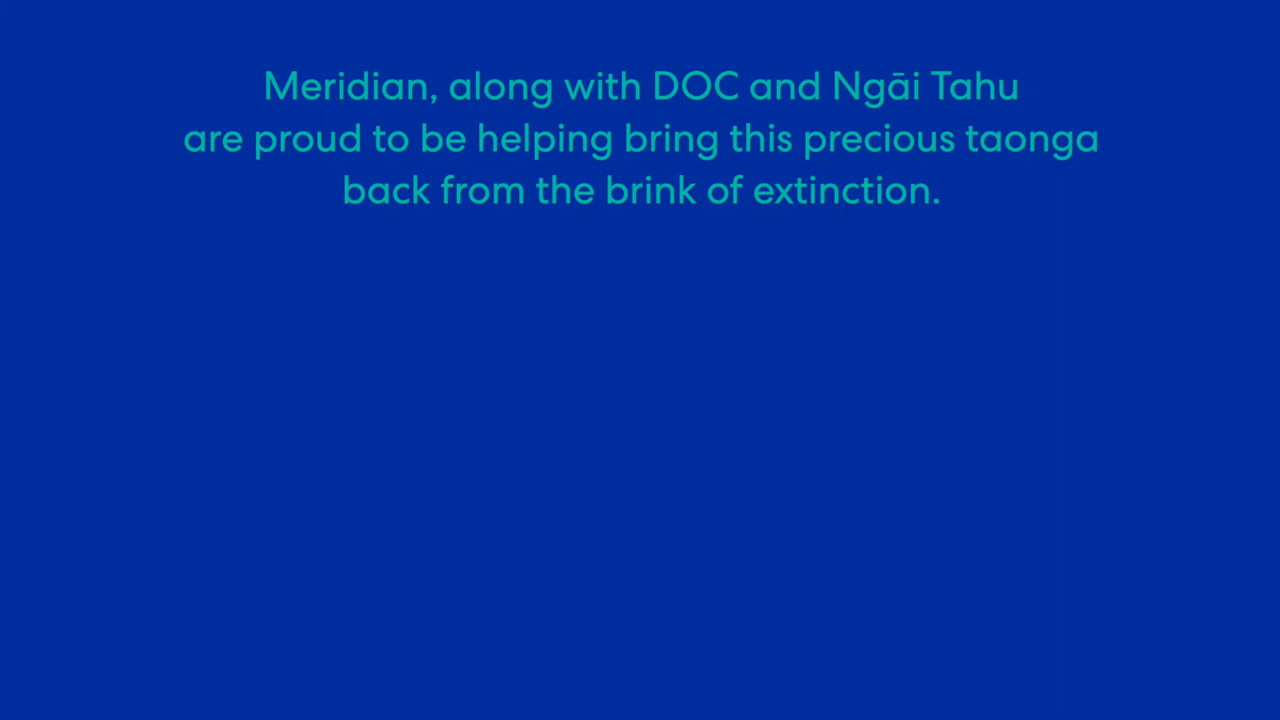 Meridian, along with DOC and Ngāi Tahu
are proud to be helping bring this precious taonga
back from the brink of extinction.